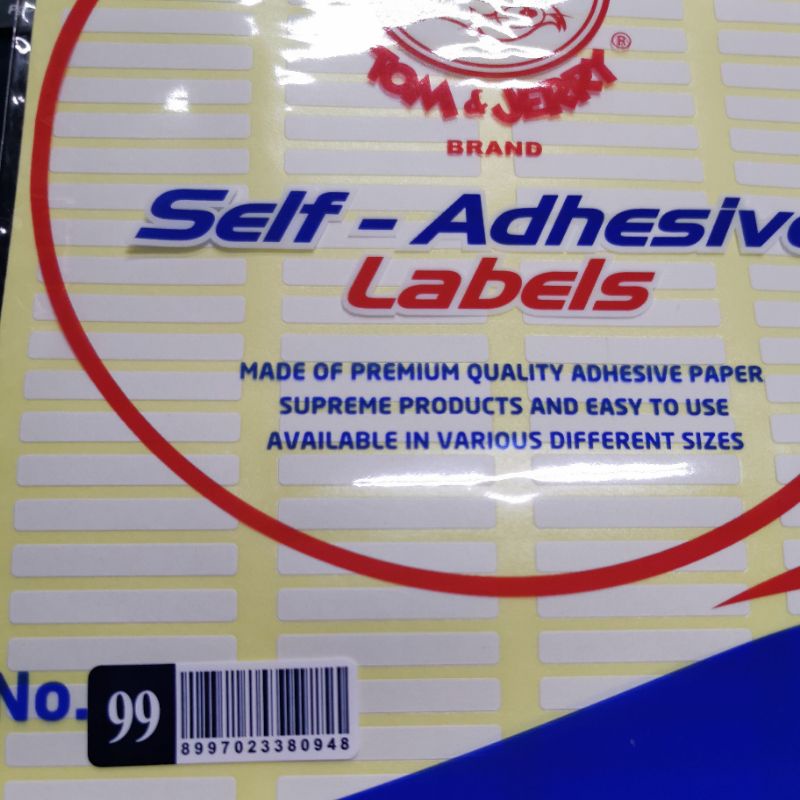 TOM & JERRY ®
BRAND
Self - Adhesive
Labels
MADE OF PREMIUM QUALITY ADHESIVE PAPER
SUPREME PRODUCTS AND EASY TO USE
AVAILABLE IN VARIOUS DIFFERENT SIZES
No. 99
8997023380948